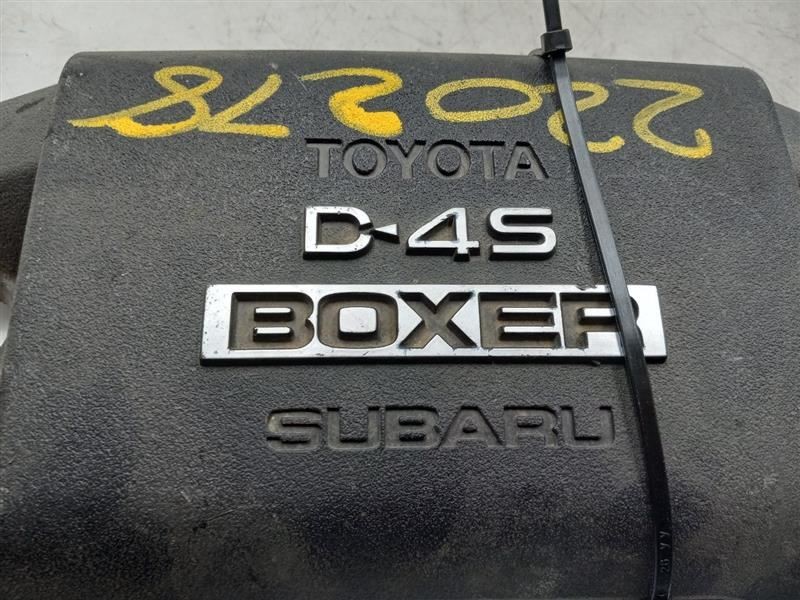 220278
TOYOTA
D-4S
BOXER
SUBARU